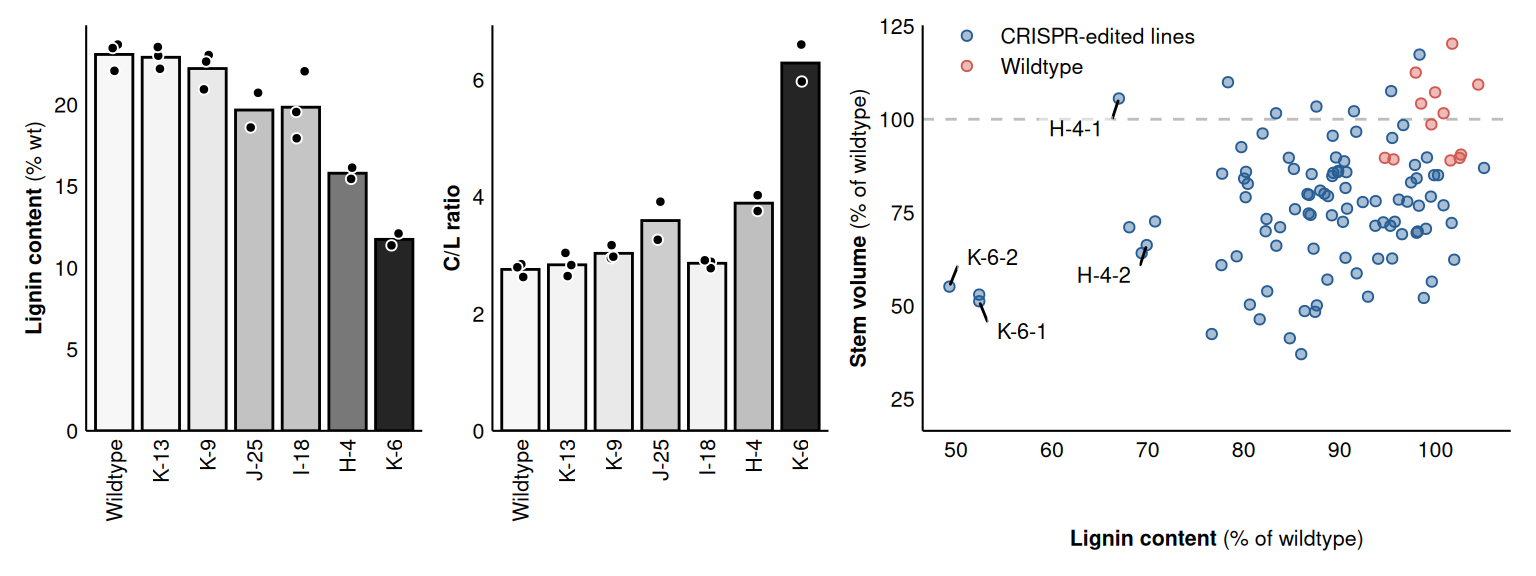 Lignin content (% wt)
20
15
10
5
0
Wildtype
K-13
K-9
J-25
I-18
H-4
K-6
C/L ratio
6
4
2
0
Wildtype
K-13
K-9
J-25
I-18
H-4
K-6
Stem volume (% of wildtype)
125
100
75
50
25
CRISPR-edited lines
Wildtype
H-4-1
H-4-2
K-6-2
K-6-1
50 60 70 80 90 100
Lignin content (% of wildtype)